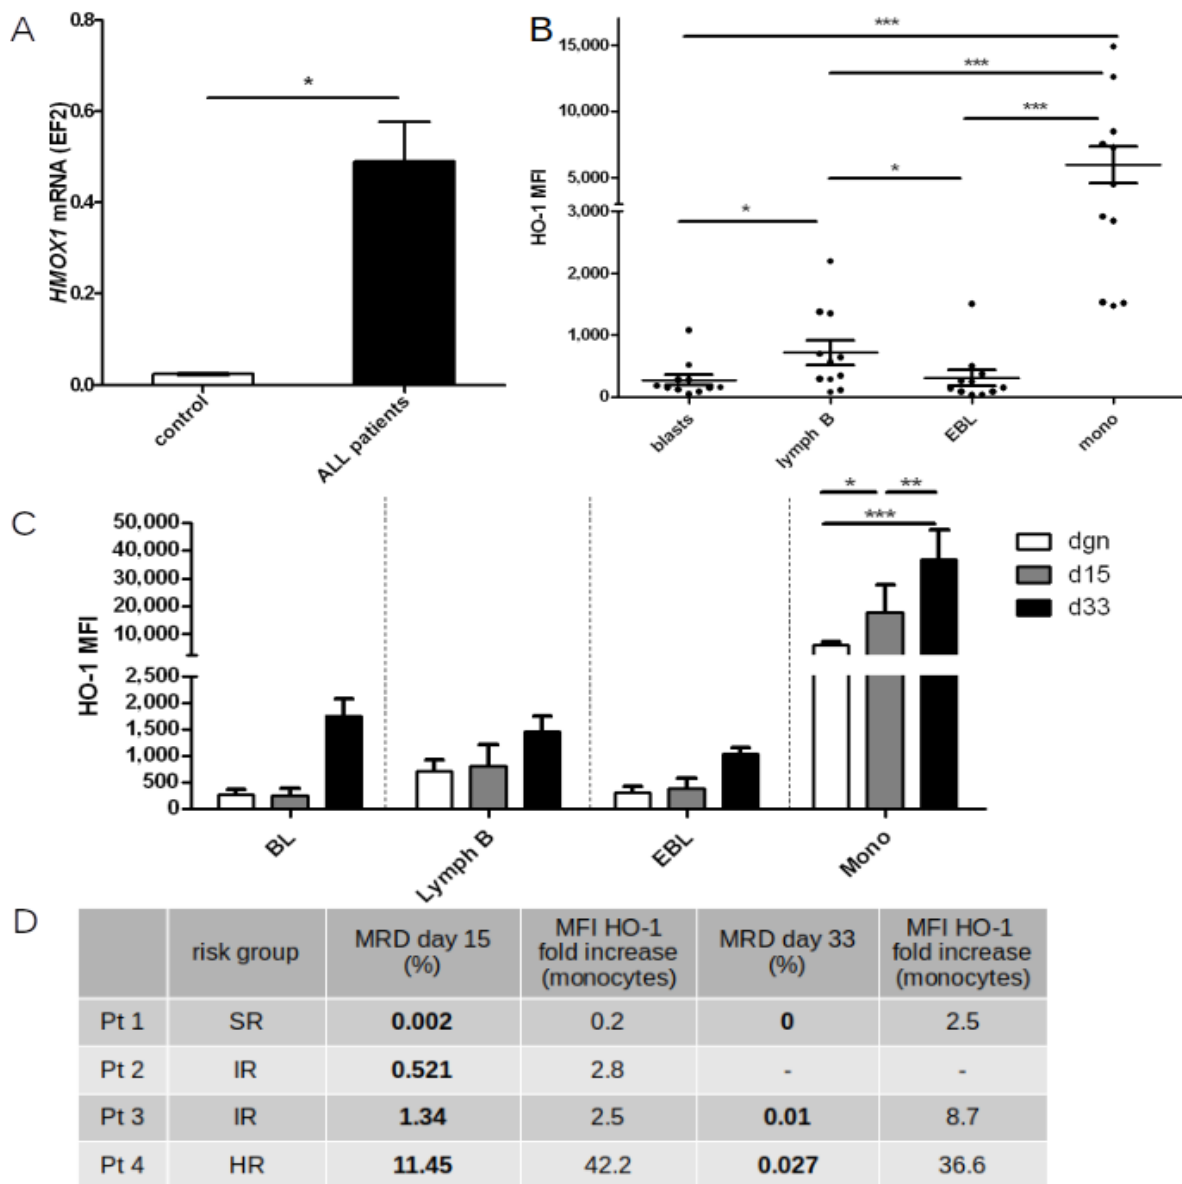 A
HMOX1 mRNA (EF2)
0.8
0.6
0.4
0.2
0.0
*
control
ALL patients
B
HO-1 MFI
15,000
10,000
5,000
3,000
2,000
1,000
0
***
***
***
*
*
blasts
lymph B
EBL
mono
C
HO-1 MFI
50,000
40,000
30,000
20,000
10,000
2,500
2,000
1,500
1,000
500
0
* **
***
BL
Lymph B
EBL
Mono
dgn
d15
d33
D
risk group
MRD day 15
(%)
MFI HO-1
fold increase
(monocytes)
MRD day 33
(%)
MFI HO-1
fold increase
(monocytes)
Pt 1 SR 0.002 0.2 0 2.5
Pt 2 IR 0.521 2.8 - -
Pt 3 IR 1.34 2.5 0.01 8.7
Pt 4 HR 11.45 42.2 0.027 36.6